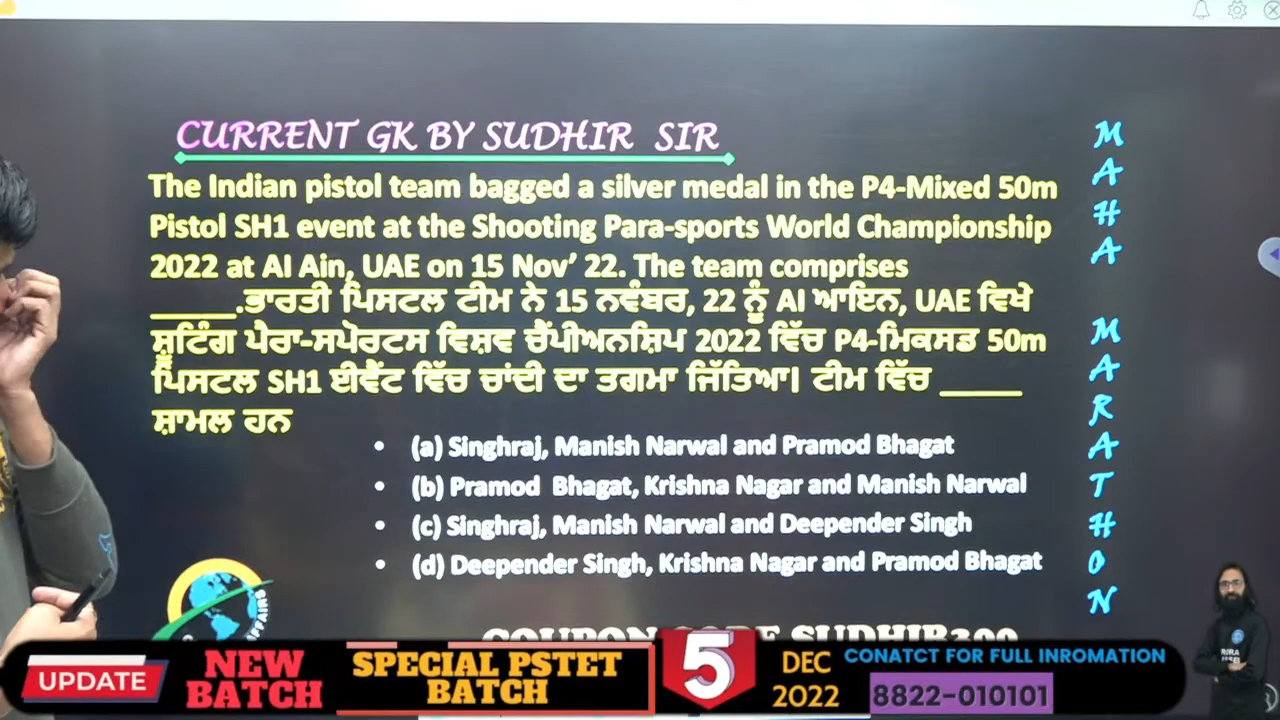 CURRENT GK BY SUDHIR SIR
The Indian pistol team bagged a silver medal in the P4-Mixed 50m
Pistol SH1 event at the Shooting Para-sports World Championship
2022 at Al Ain, UAE on 15 Nov’ 22. The team comprises
_____.ਭਾਰਤੀ ਪਿਸਟਲ ਟੀਮ ਨੇ 15 ਨਵੰਬਰ, 22 ਨੂੰ Al ਆਇਨ, UAE ਵਿਖੇ
ਸ਼ੂਟਿੰਗ ਪੈਰਾ-ਸਪੋਰਟਸ ਵਿਸ਼ਵ ਚੈਂਪੀਅਨਸ਼ਿਪ 2022 ਵਿੱਚ P4-ਮਿਕਸਡ 50m
ਪਿਸਟਲ SH1 ਈਵੈਂਟ ਵਿੱਚ ਚਾਂਦੀ ਦਾ ਤਗਮਾ ਜਿੱਤਿਆ। ਟੀਮ ਵਿੱਚ _____
ਸ਼ਾਮਲ ਹਨ
• (a) Singhraj, Manish Narwal and Pramod Bhagat
• (b) Pramod Bhagat, Krishna Nagar and Manish Narwal
• (c) Singhraj, Manish Narwal and Deepender Singh
• (d) Deepender Singh, Krishna Nagar and Pramod Bhagat
MAHA MARATHON
COUPON CODE SUDHIR200
UPDATE
NEW
BATCH
SPECIAL PSTET
BATCH
5
DEC
2022
CONATCT FOR FULL INROMATION
8822-010101